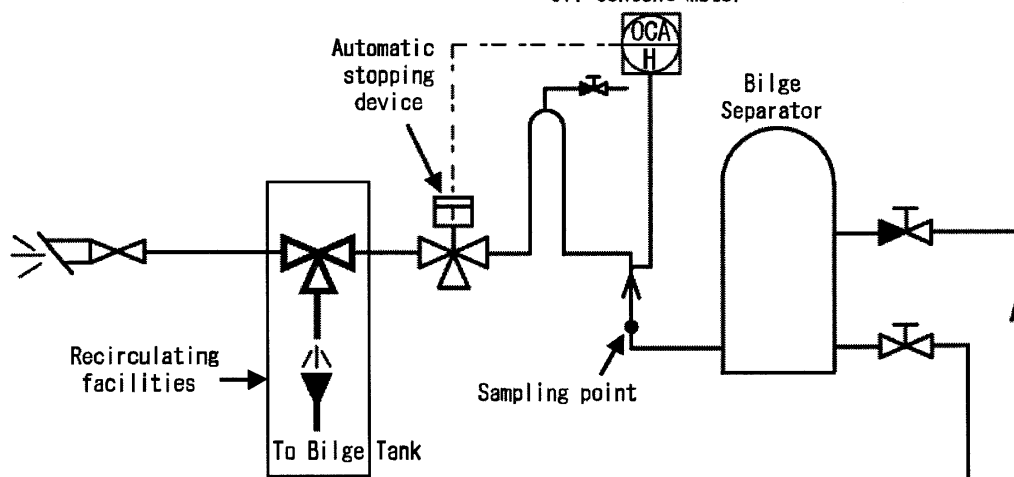 Automatic
stopping
device
OCA
H
Bilge
Separator
Recirculating
facilities
Sampling point
To Bilge Tank